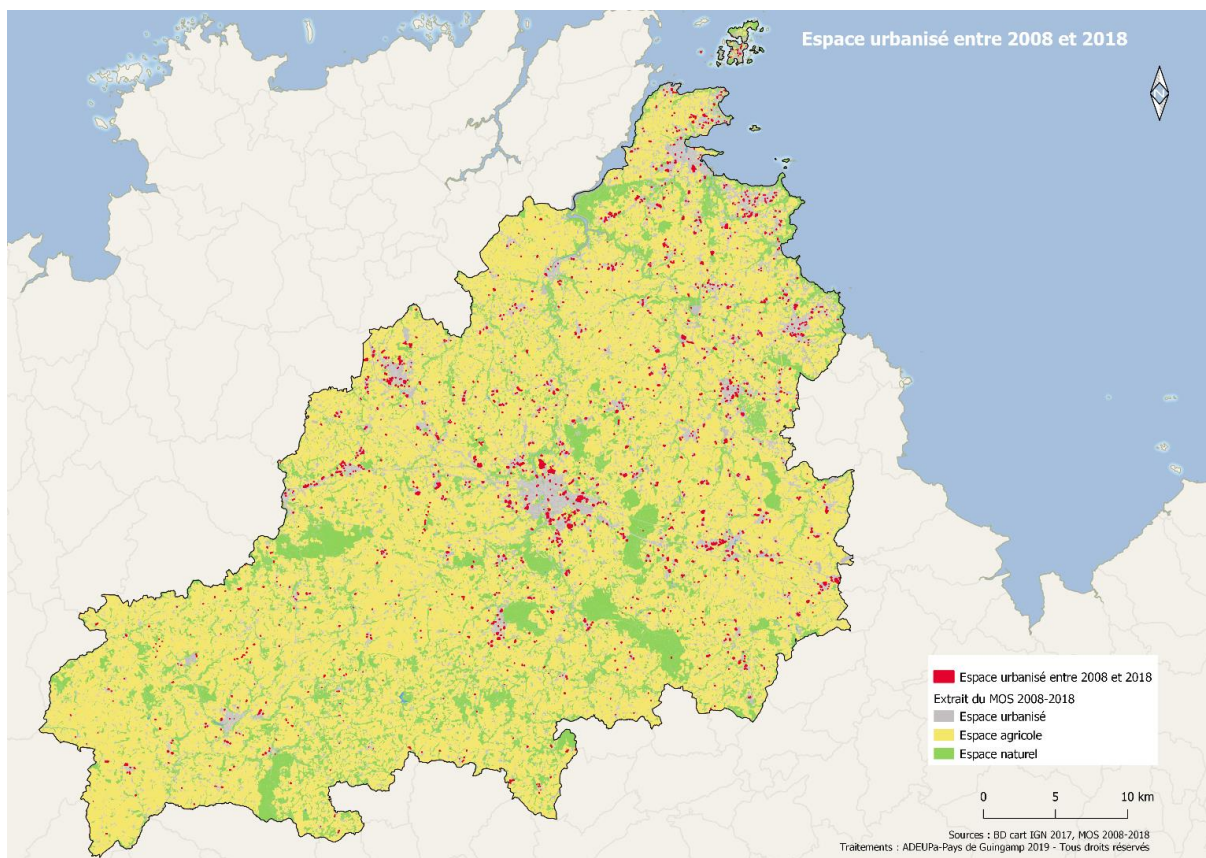 Espace urbanisé entre 2008 et 2018
Espace urbanisé entre 2008 et 2018
Extrait du MOS 2008-2018
Espace urbanisé
Espace agricole
Espace naturel
0 5 10 km
Sources : BD cart IGN 2017, MOS 2008-2018
Traitements : ADEUPa-Pays de Guingamp 2019 - Tous droits réservés